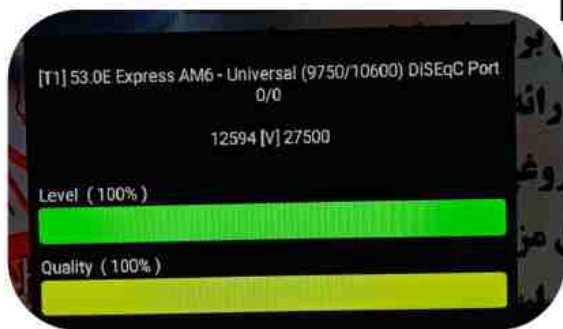 [T1] 53.0E Express AM6 - Universal (9750/10600) DiSEqC Port
0/0
12594 [V] 27500
Level ( 100% )
Quality ( 100% )